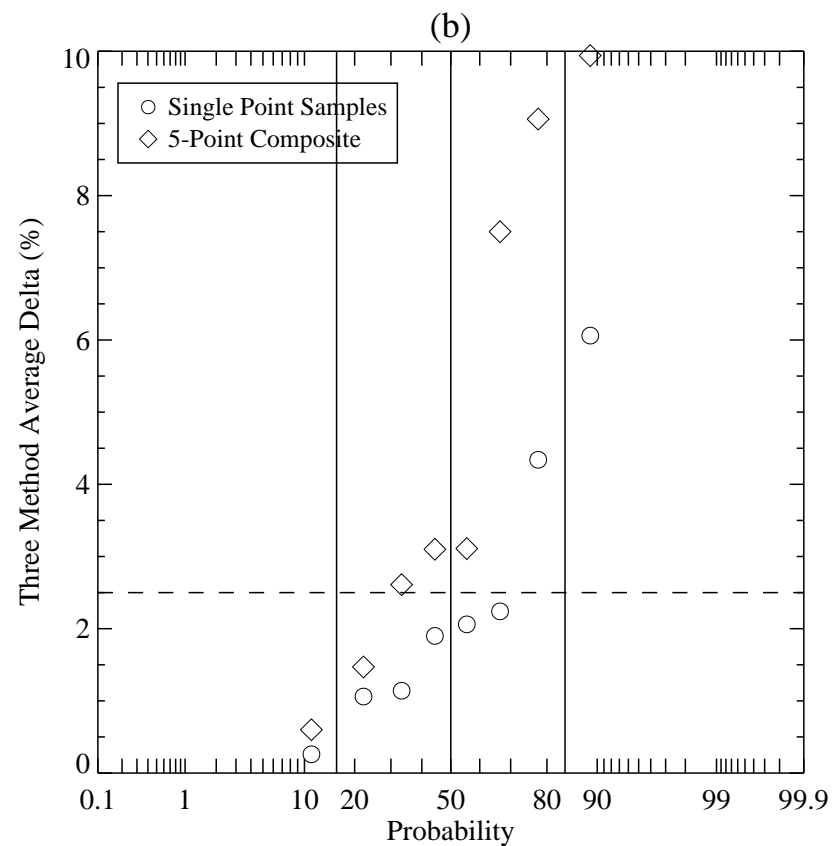 (b)
10
Single Point Samples
5-Point Composite
8
6
4
2
0
Three Method Average Delta (%)
0.1 1 10 20 50 80 90 99 99.9
Probability